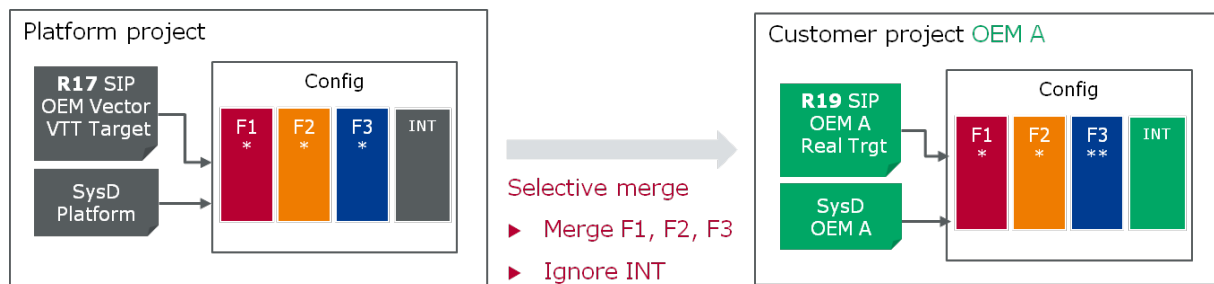 Platform project
R17 SIP
OEM Vector
VTT Target
SysD
Platform
Config
F1
*
F2
*
F3
*
INT
Selective merge
► Merge F1, F2, F3
► Ignore INT
Customer project OEM A
R19 SIP
OEM A
Real Trgt
SysD
OEM A
Config
F1
*
F2
*
F3
**
INT